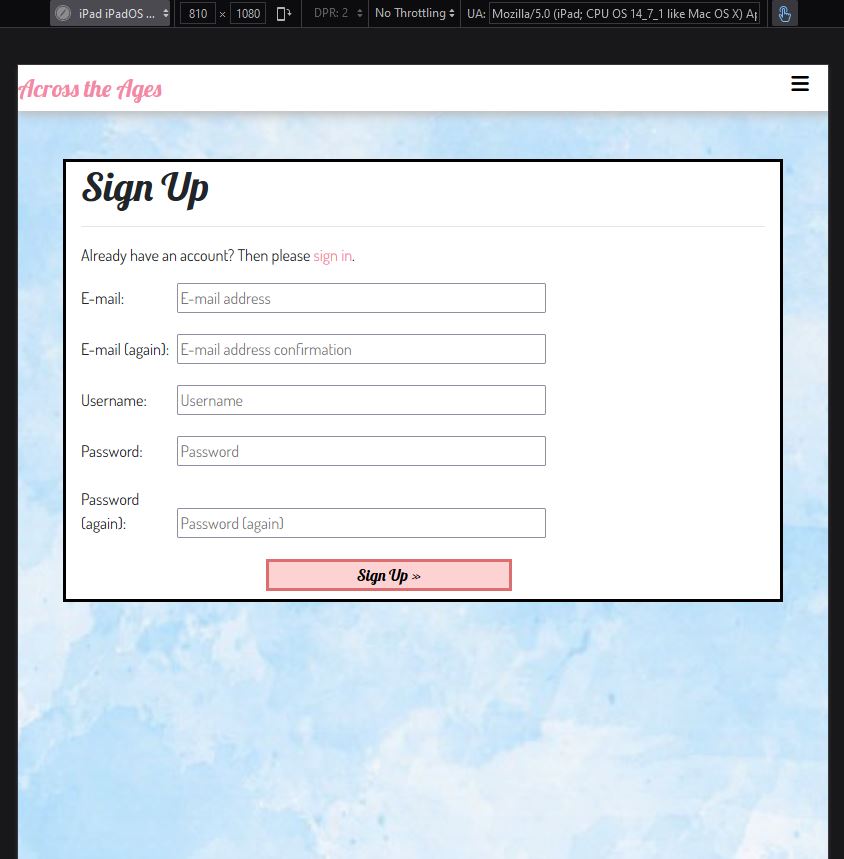 iPad iPadOS ... 810 × 1080 DPR: 2 No Throttling UA: Mozilla/5.0 (iPad; CPU OS 14_7_1 like Mac OS X) A
Across the Ages
Sign Up
Already have an account? Then please sign in.
E-mail: E-mail address
E-mail (again): E-mail address confirmation
Username: Username
Password: Password
Password
(again): Password (again)
Sign Up »